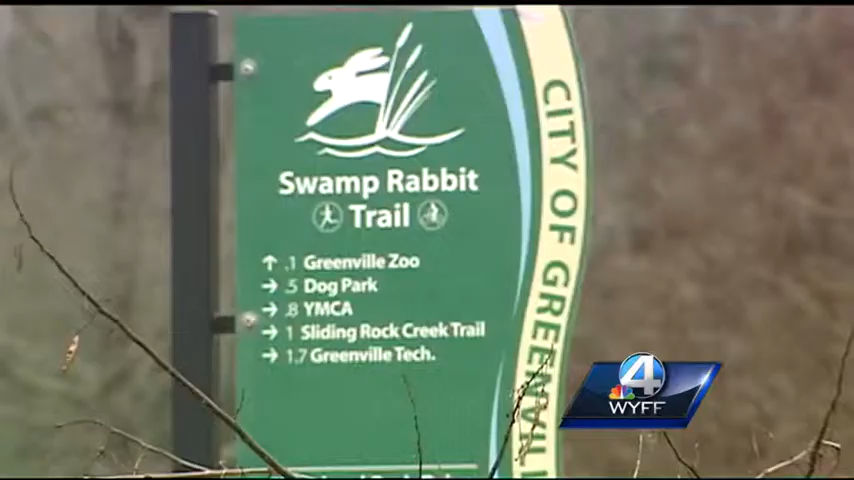 Swamp Rabbit
Trail
↑ .1 Greenville Zoo
→ .5 Dog Park
→ .8 YMCA
→ 1 Sliding Rock Creek Trail
→ 1.7 Greenville Tech.
CITY OF GREENVILL
4
WYFF